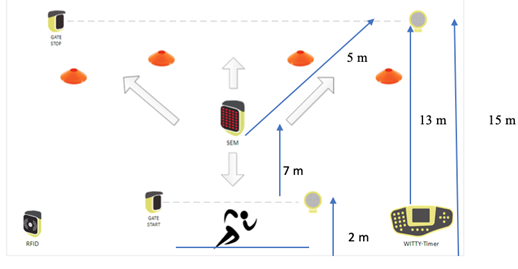 GATE
STOP
5 m
SEM
13 m
15 m
7 m
GATE
START
RFID
2 m
WITTY-Timer